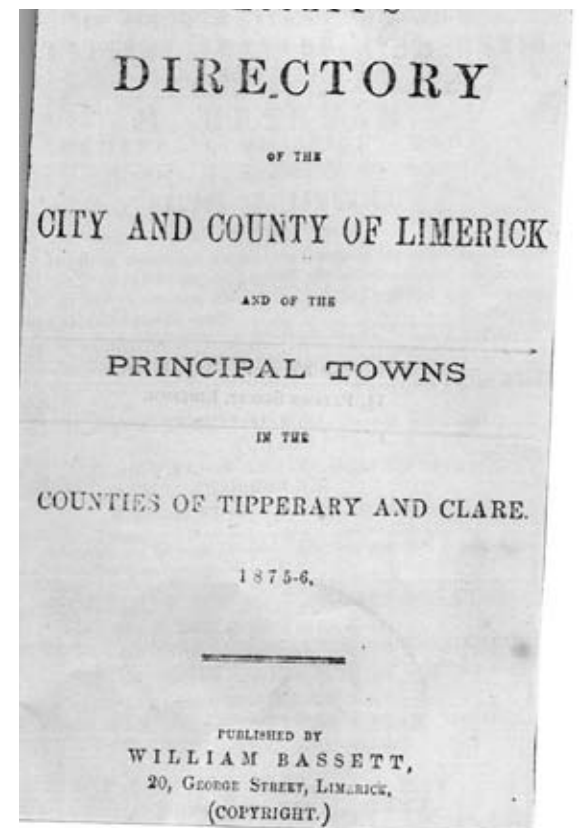 DIRECTORY
OF THE
CITY AND COUNTY OF LIMERICK
AND OF THE
PRINCIPAL TOWNS
IN THE
COUNTIES OF TIPPERARY AND CLARE.
1875-6.
PUBLISHED BY
WILLIAM BASSETT,
20, GEORGE STREET, LIMERICK,
(COPYRIGHT.)